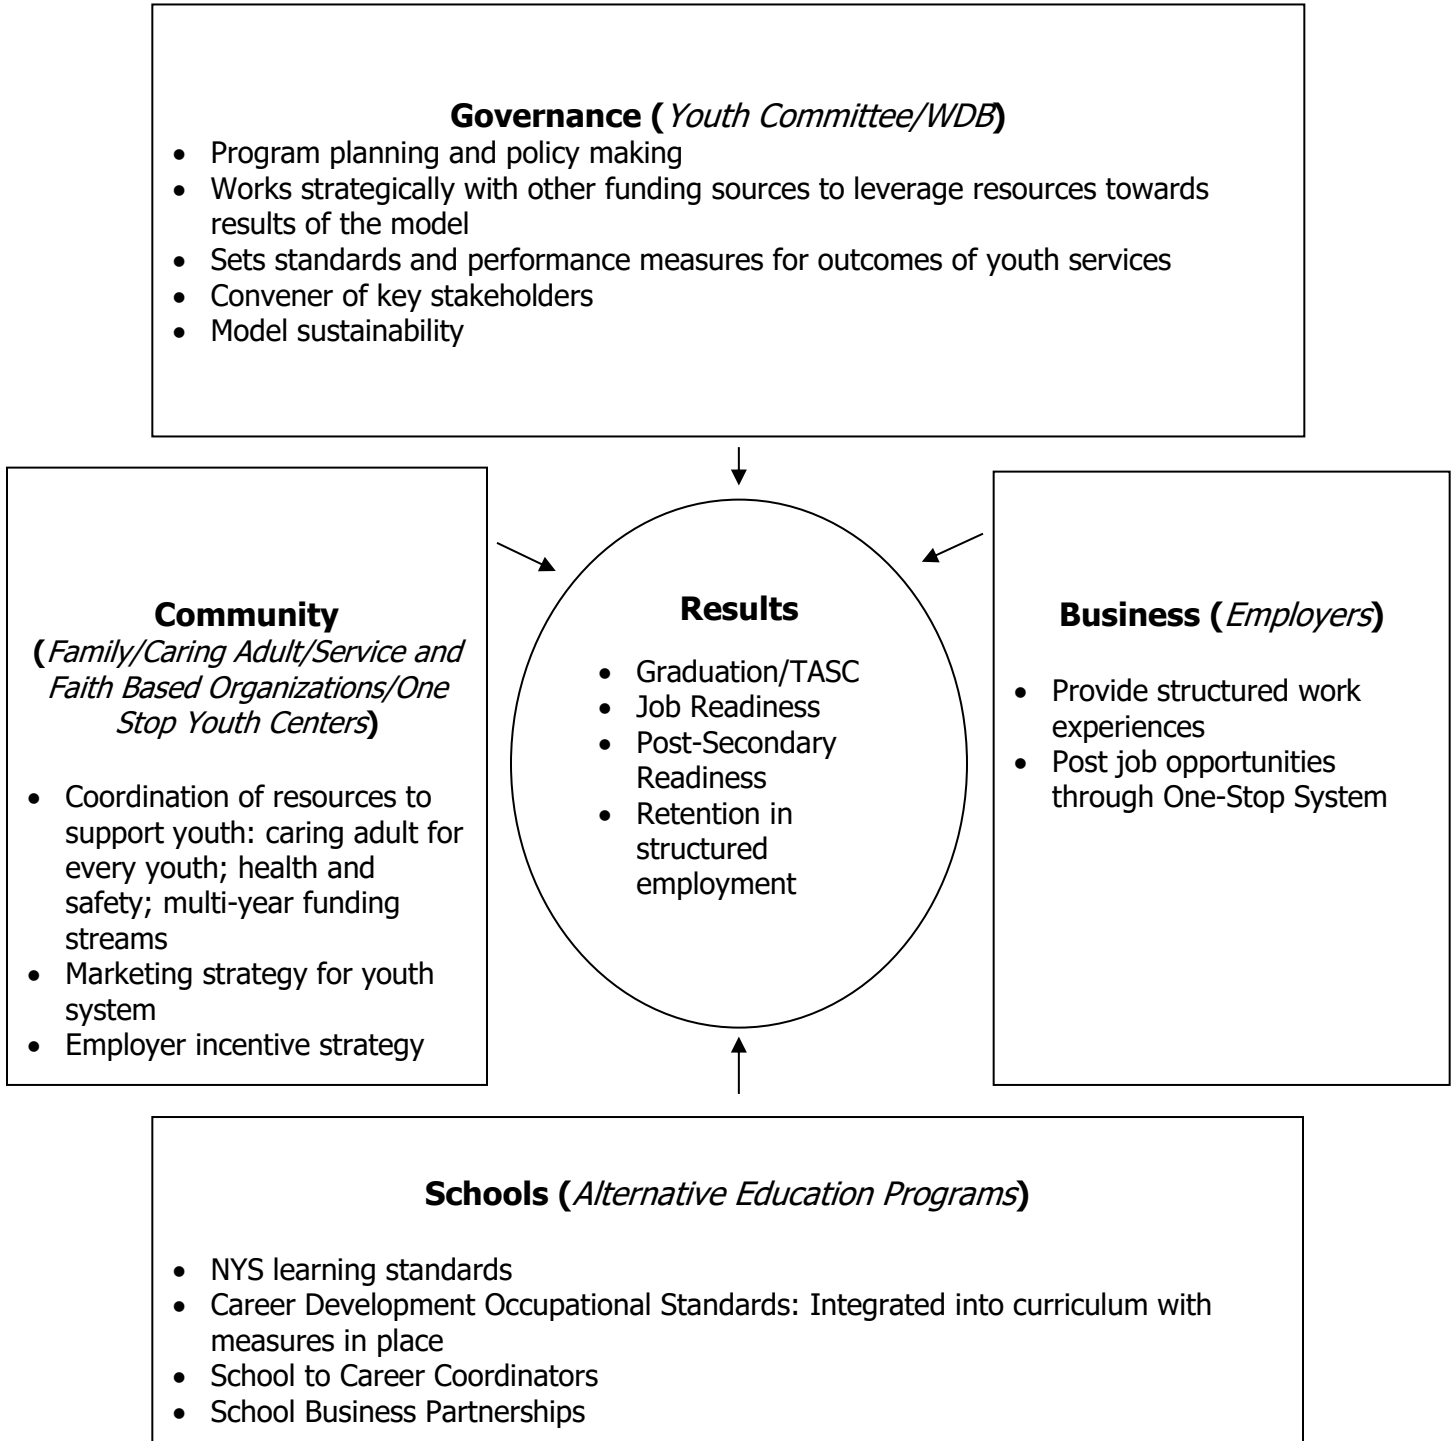 Governance (Youth Committee/WDB)
• Program planning and policy making
• Works strategically with other funding sources to leverage resources towards
results of the model
• Sets standards and performance measures for outcomes of youth services
• Convener of key stakeholders
• Model sustainability
Community
(Family/Caring Adult/Service and
Faith Based Organizations/One
Stop Youth Centers)
• Coordination of resources to
support youth: caring adult for
every youth; health and
safety; multi-year funding
streams
• Marketing strategy for youth
system
• Employer incentive strategy
Results
• Graduation/TASC
• Job Readiness
• Post-Secondary
Readiness
• Retention in
structured
employment
Business (Employers)
• Provide structured work
experiences
• Post job opportunities
through One-Stop System
Schools (Alternative Education Programs)
• NYS learning standards
• Career Development Occupational Standards: Integrated into curriculum with
measures in place
• School to Career Coordinators
• School Business Partnerships